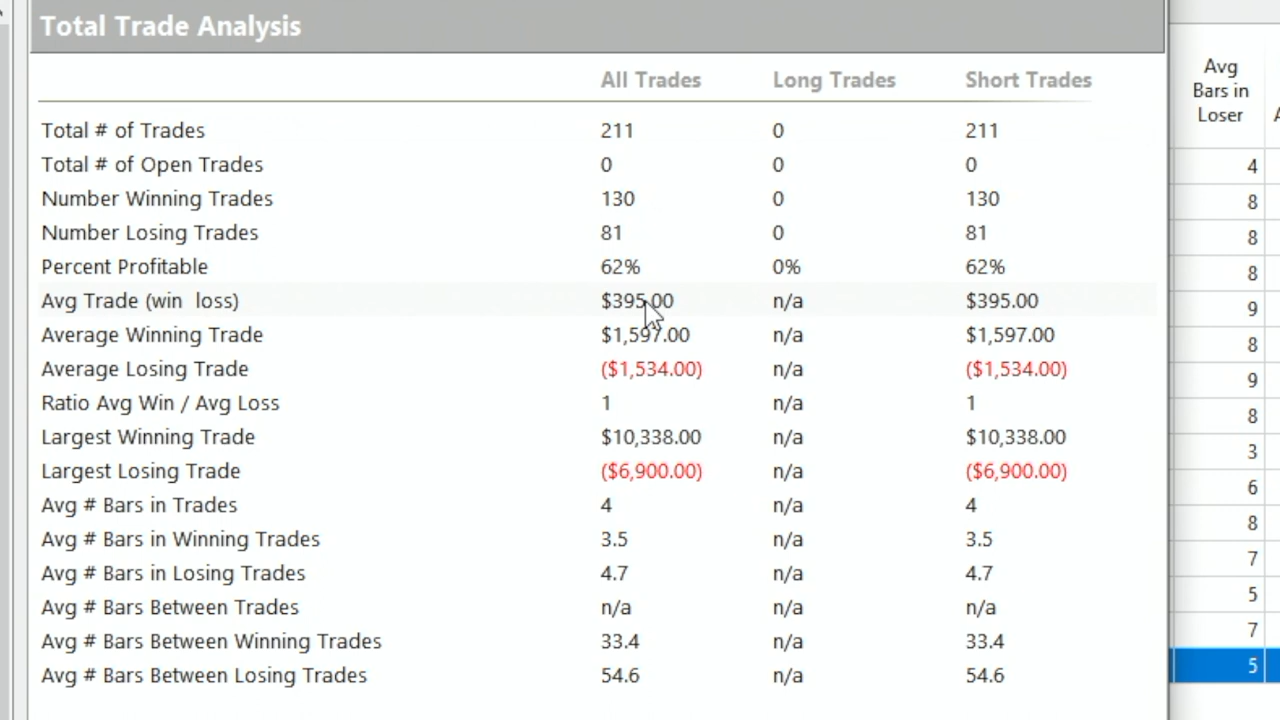 Total Trade Analysis
All Trades Long Trades Short Trades
Total # of Trades 211 0 211
Total # of Open Trades 0 0 0
Number Winning Trades 130 0 130
Number Losing Trades 81 0 81
Percent Profitable 62% 0% 62%
Avg Trade (win loss) $395.00 n/a $395.00
Average Winning Trade $1,597.00 n/a $1,597.00
Average Losing Trade ($1,534.00) n/a ($1,534.00)
Ratio Avg Win / Avg Loss 1 n/a 1
Largest Winning Trade $10,338.00 n/a $10,338.00
Largest Losing Trade ($6,900.00) n/a ($6,900.00)
Avg # Bars in Trades 4 n/a 4
Avg # Bars in Winning Trades 3.5 n/a 3.5
Avg # Bars in Losing Trades 4.7 n/a 4.7
Avg # Bars Between Trades n/a n/a n/a
Avg # Bars Between Winning Trades 33.4 n/a 33.4
Avg # Bars Between Losing Trades 54.6 n/a 54.6
Avg
Bars in
Loser
4
8
8
8
9
8
9
8
3
6
8
7
5
7
5